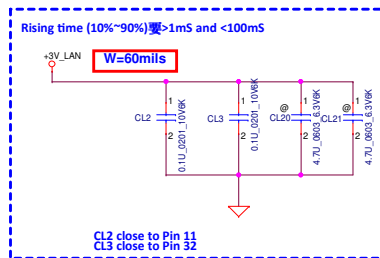 Rising time (10%~90%)要>1mS and <100mS
+3V_LAN
W=60mils
1 1 @ 1 @ 1
CL2 CL3 CL20 CL21
2 2 2 2
0.1U_0201_10V6K
0.1U_0201_10V6K
4.7U_0603_6.3V6K
4.7U_0603_6.3V6K
CL2 close to Pin 11
CL3 close to Pin 32